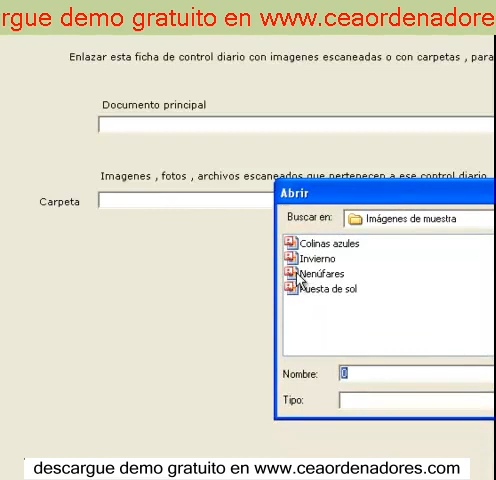 rgue demo gratuito en www.ceaordenadore
Enlazar esta ficha de control diario con imagenes escaneadas o con carpetas , para
Documento principal
Imagenes , fotos , archivos escaneados que pertenecen a ese control diario
Carpeta
Abrir
Buscar en:
Imágenes de muestra
Colinas azules
Invierno
Nenúfares
Puesta de sol
Nombre:
0
Tipo:
descargue demo gratuito en www.ceaordenadores.com